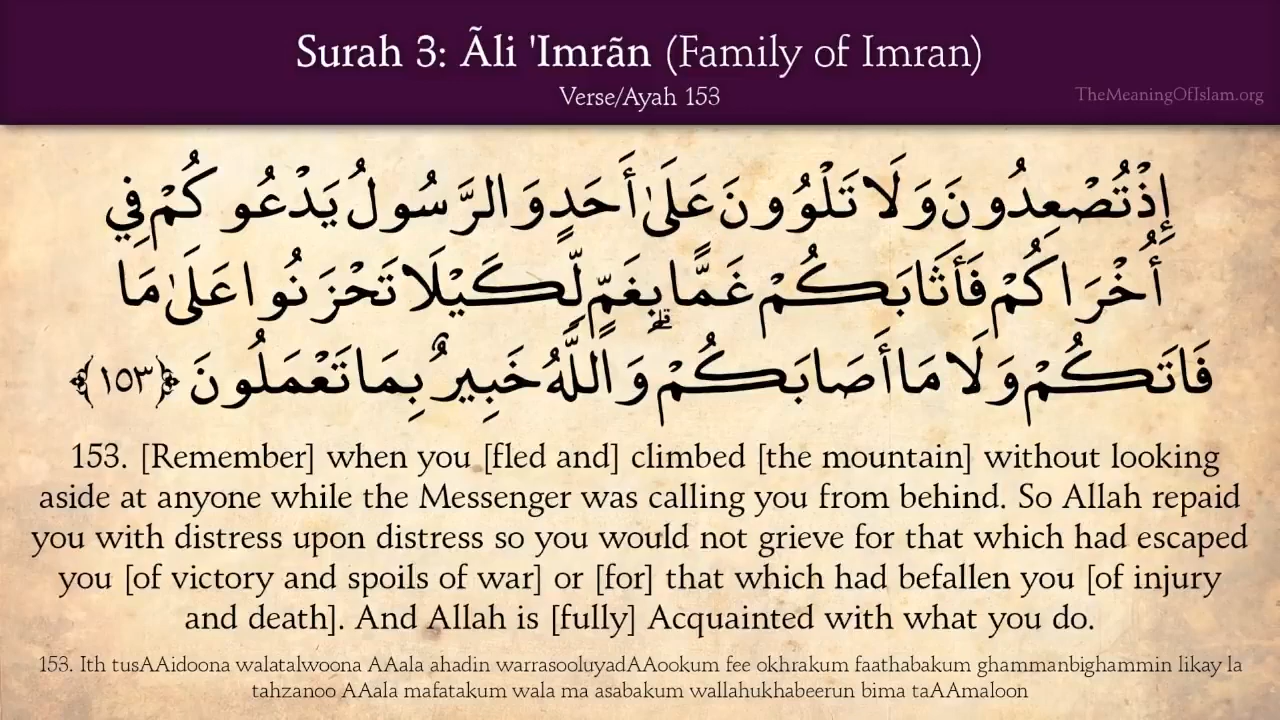 Surah 3: Ãli 'Imrãn (Family of Imran)
Verse/Ayah 153
TheMeaningOfIslam.org
إِذْ تُصْعِدُونَ وَلَا تَلْوُونَ عَلَىٰ أَحَدٍ وَالرَّسُولُ يَدْعُوكُمْ فِي
أُخْرَاكُمْ فَأَثَابَكُمْ غَمًّا بِغَمٍّ لِّكَيْلَا تَحْزَنُوا عَلَىٰ مَا
فَاتَكُمْ وَلَا مَا أَصَابَكُمْ ۗ وَاللَّهُ خَبِيرٌ بِمَا تَعْمَلُونَ ﴿١٥٣﴾
153. [Remember] when you [fled and] climbed [the mountain] without looking
aside at anyone while the Messenger was calling you from behind. So Allah repaid
you with distress upon distress so you would not grieve for that which had escaped
you [of victory and spoils of war] or [for] that which had befallen you [of injury
and death]. And Allah is [fully] Acquainted with what you do.
153. Ith tusAAidoona walatalwoona AAala ahadin warrasooluyadAAookum fee okhrakum faathabakum ghammanbighammin likay la
tahzanoo AAala mafatakum wala ma asabakum wallahukhabeerun bima taAAmaloon